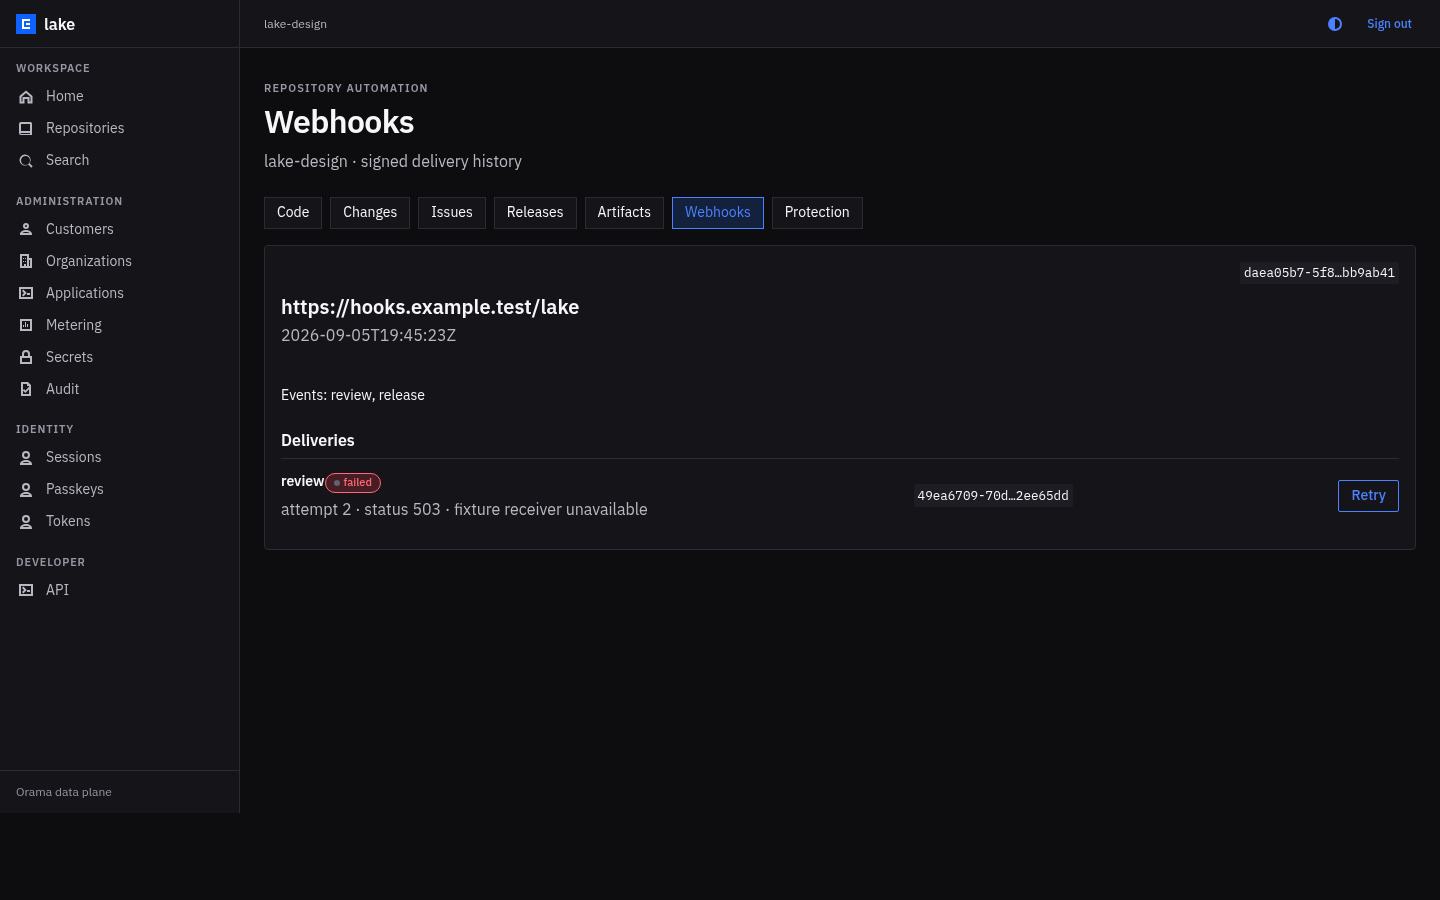 lake
lake-design
Sign out
WORKSPACE
Home
Repositories
Search
ADMINISTRATION
Customers
Organizations
Applications
Metering
Secrets
Audit
IDENTITY
Sessions
Passkeys
Tokens
DEVELOPER
API
Orama data plane
REPOSITORY AUTOMATION
Webhooks
lake-design · signed delivery history
Code Changes Issues Releases Artifacts Webhooks Protection
daea05b7-5f8…bb9ab41
https://hooks.example.test/lake
2026-09-05T19:45:23Z
Events: review, release
Deliveries
review failed
attempt 2 · status 503 · fixture receiver unavailable
49ea6709-70d…2ee65dd
Retry